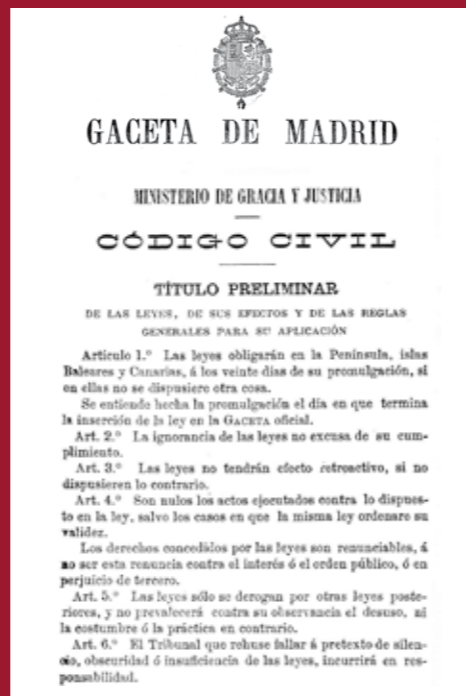 GACETA DE MADRID
MINISTERIO DE GRACIA Y JUSTICIA
CÓDIGO CIVIL
TÍTULO PRELIMINAR
DE LAS LEYES, DE SUS EFECTOS Y DE LAS REGLAS
GENERALES PARA SU APLICACIÓN
Artículo 1.º Las leyes obligarán en la Península, islas
Baleares y Canarias, á los veinte dias de su promulgación, si
en ellas no se dispusiere otra cosa.
Se entiende hecha la promulgación el día en que termina
la inserción de la ley en la GACETA oficial.
Art. 2.º La ignorancia de las leyes no excusa de su cum-
plimiento.
Art. 3.º Las leyes no tendrán efecto retroactivo, si no
dispusieren lo contrario.
Art. 4.º Son nulos los actos ejecutados contra lo dispues-
to en la ley, salvo los casos en que la misma ley ordenare su
validez.
Los derechos concedidos por las leyes son renunciables, á
no ser esta renuncia contra el interés ó el orden público, ó en
perjuicio de tercero.
Art. 5.º Las leyes sólo se derogan por otras leyes poste-
riores, y no prevalecerá contra su observancia el desuso, ni
la costumbre ó la práctica en contrario.
Art. 6.º El Tribunal que rehuse fallar á pretexto de silen-
cio, obscuridad ó insuficiencia de las leyes, incurrirá en res-
ponsabilidad.